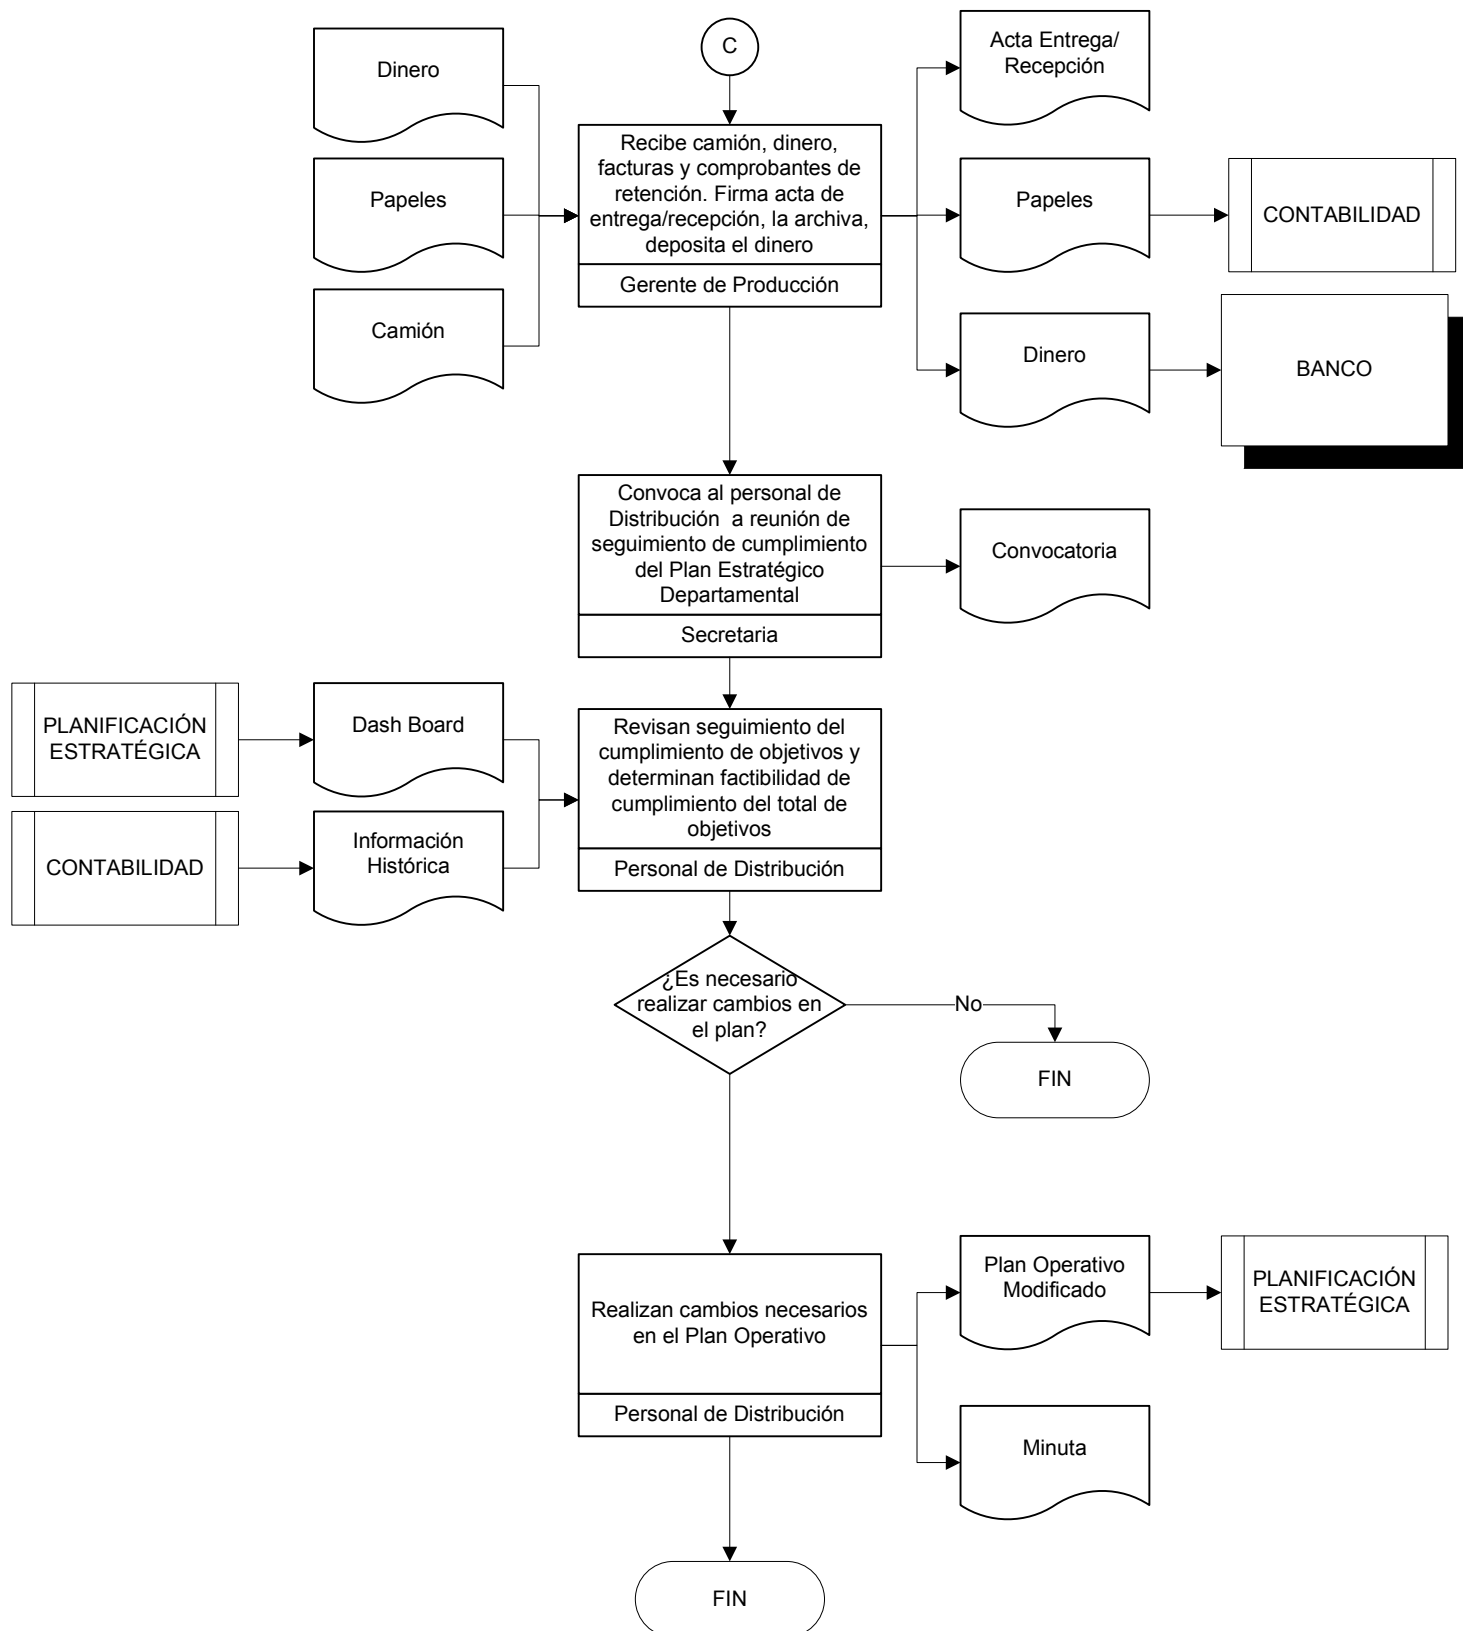 C
Dinero
Papeles
Camión
Recibe camión, dinero,
facturas y comprobantes de
retención. Firma acta de
entrega/recepción, la archiva,
deposita el dinero
Gerente de Producción
Acta Entrega/
Recepción
Papeles
CONTABILIDAD
Dinero
BANCO
Convoca al personal de
Distribución  a reunión de
seguimiento de cumplimiento
del Plan Estratégico
Departamental
Secretaria
Convocatoria
PLANIFICACIÓN
ESTRATÉGICA
Dash Board
CONTABILIDAD
Información
Histórica
Revisan seguimiento del
cumplimiento de objetivos y
determinan factibilidad de
cumplimiento del total de
objetivos
Personal de Distribución
¿Es necesario
realizar cambios en
el plan?
No
FIN
Realizan cambios necesarios
en el Plan Operativo
Personal de Distribución
Plan Operativo
Modificado
PLANIFICACIÓN
ESTRATÉGICA
Minuta
FIN